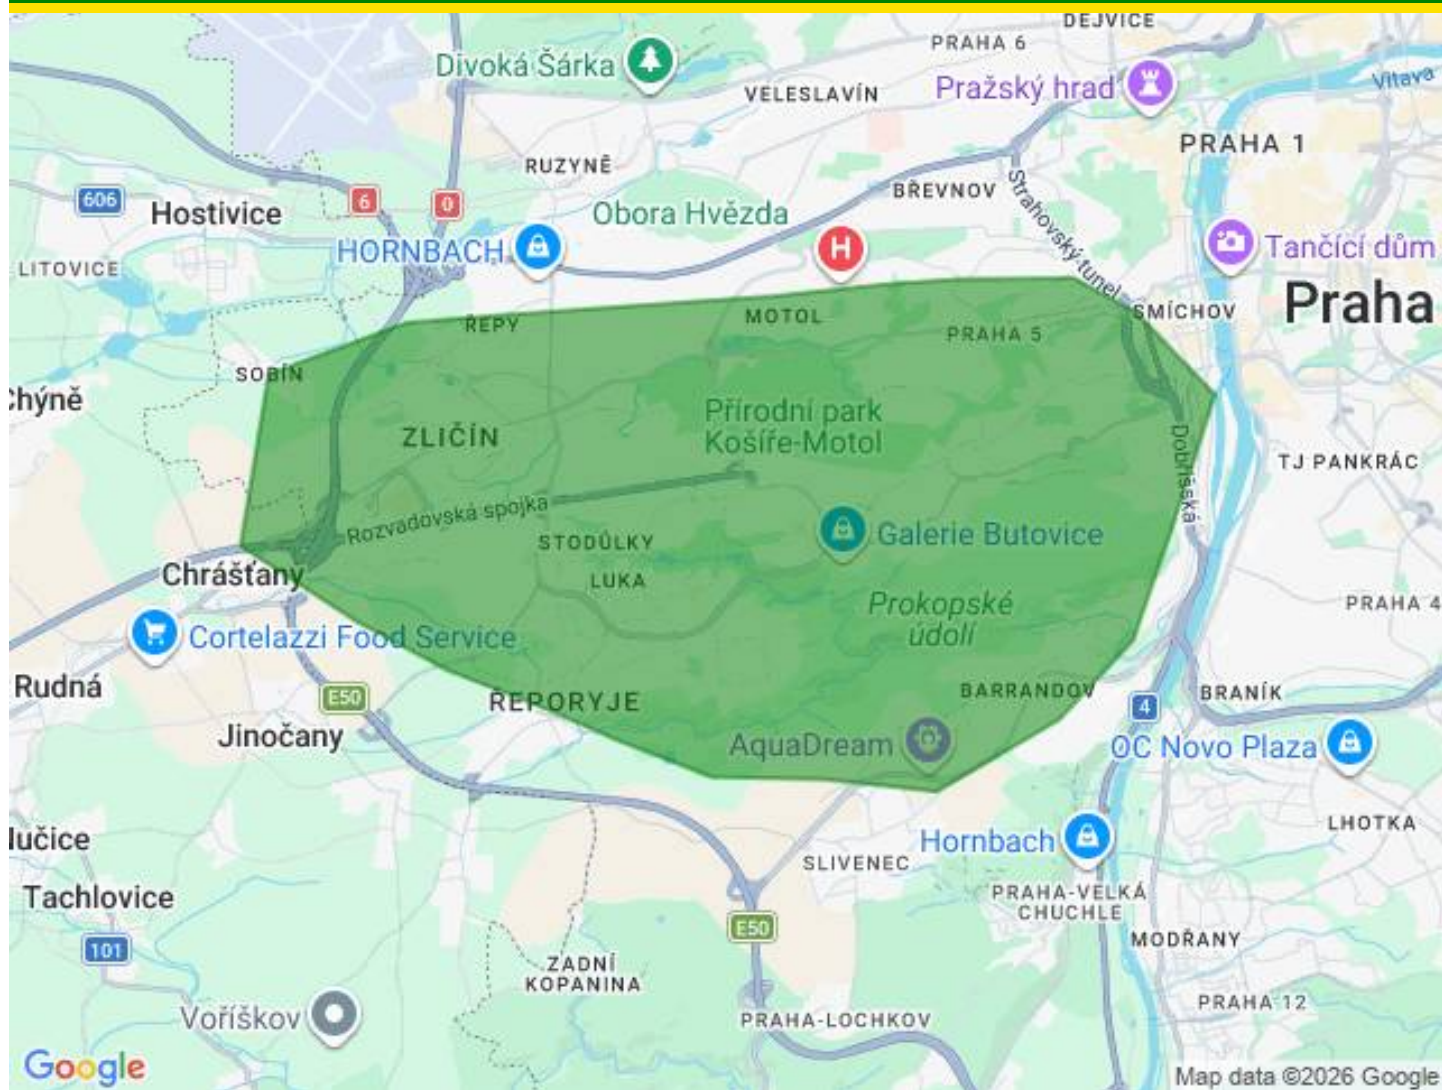 DEJVICE
PRAHA 6
Divoká Šárka
Vltava
VELESLAVÍN
Pražský hrad
PRAHA 1
RUZYNĚ
BŘEVNOV
606
Hostivice
6
0
Obora Hvězda
Strahovský tunel
HORNBACH
H
Tančící dům
LITOVICE
Praha
ŘEPY
MOTOL
SMÍCHOV
PRAHA 5
SOBÍN
Chýně
Přírodní park
Košíře-Motol
ZLIČÍN
Dobříšská
TJ PANKRÁC
Rozvadovská spojka
STODŮLKY
Galerie Butovice
Chrášťany
LUKA
Prokopské
údolí
PRAHA 4
Cortelazzi Food Service
Rudná
E50
ŘEPORYJE
BARRANDOV
BRANÍK
4
Jinočany
AquaDream
OC Novo Plaza
Nučice
Hornbach
LHOTKA
SLIVENEC
Tachlovice
PRAHA-VELKÁ
CHUCHLE
E50
101
MODŘANY
ZADNÍ
KOPANINA
PRAHA 12
Voříškov
PRAHA-LOCHKOV
Google
Map data ©2026 Google